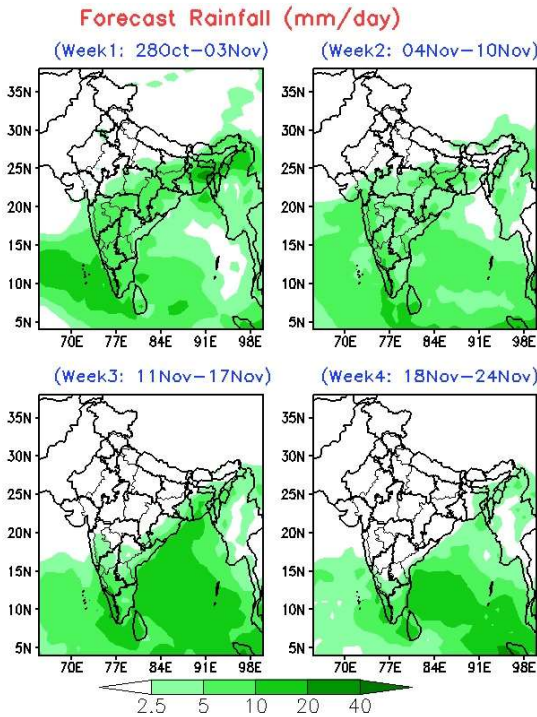 Forecast Rainfall (mm/day)
(Week1: 28Oct-03Nov)
(Week2: 04Nov-10Nov)
35N
30N
25N
20N
15N
10N
5N
70E 77E 84E 91E 98E
35N
30N
25N
20N
15N
10N
5N
70E 77E 84E 91E 98E
(Week3: 11Nov-17Nov)
(Week4: 18Nov-24Nov)
35N
30N
25N
20N
15N
10N
5N
70E 77E 84E 91E 98E
35N
30N
25N
20N
15N
10N
5N
70E 77E 84E 91E 98E
2.5 5 10 20 40